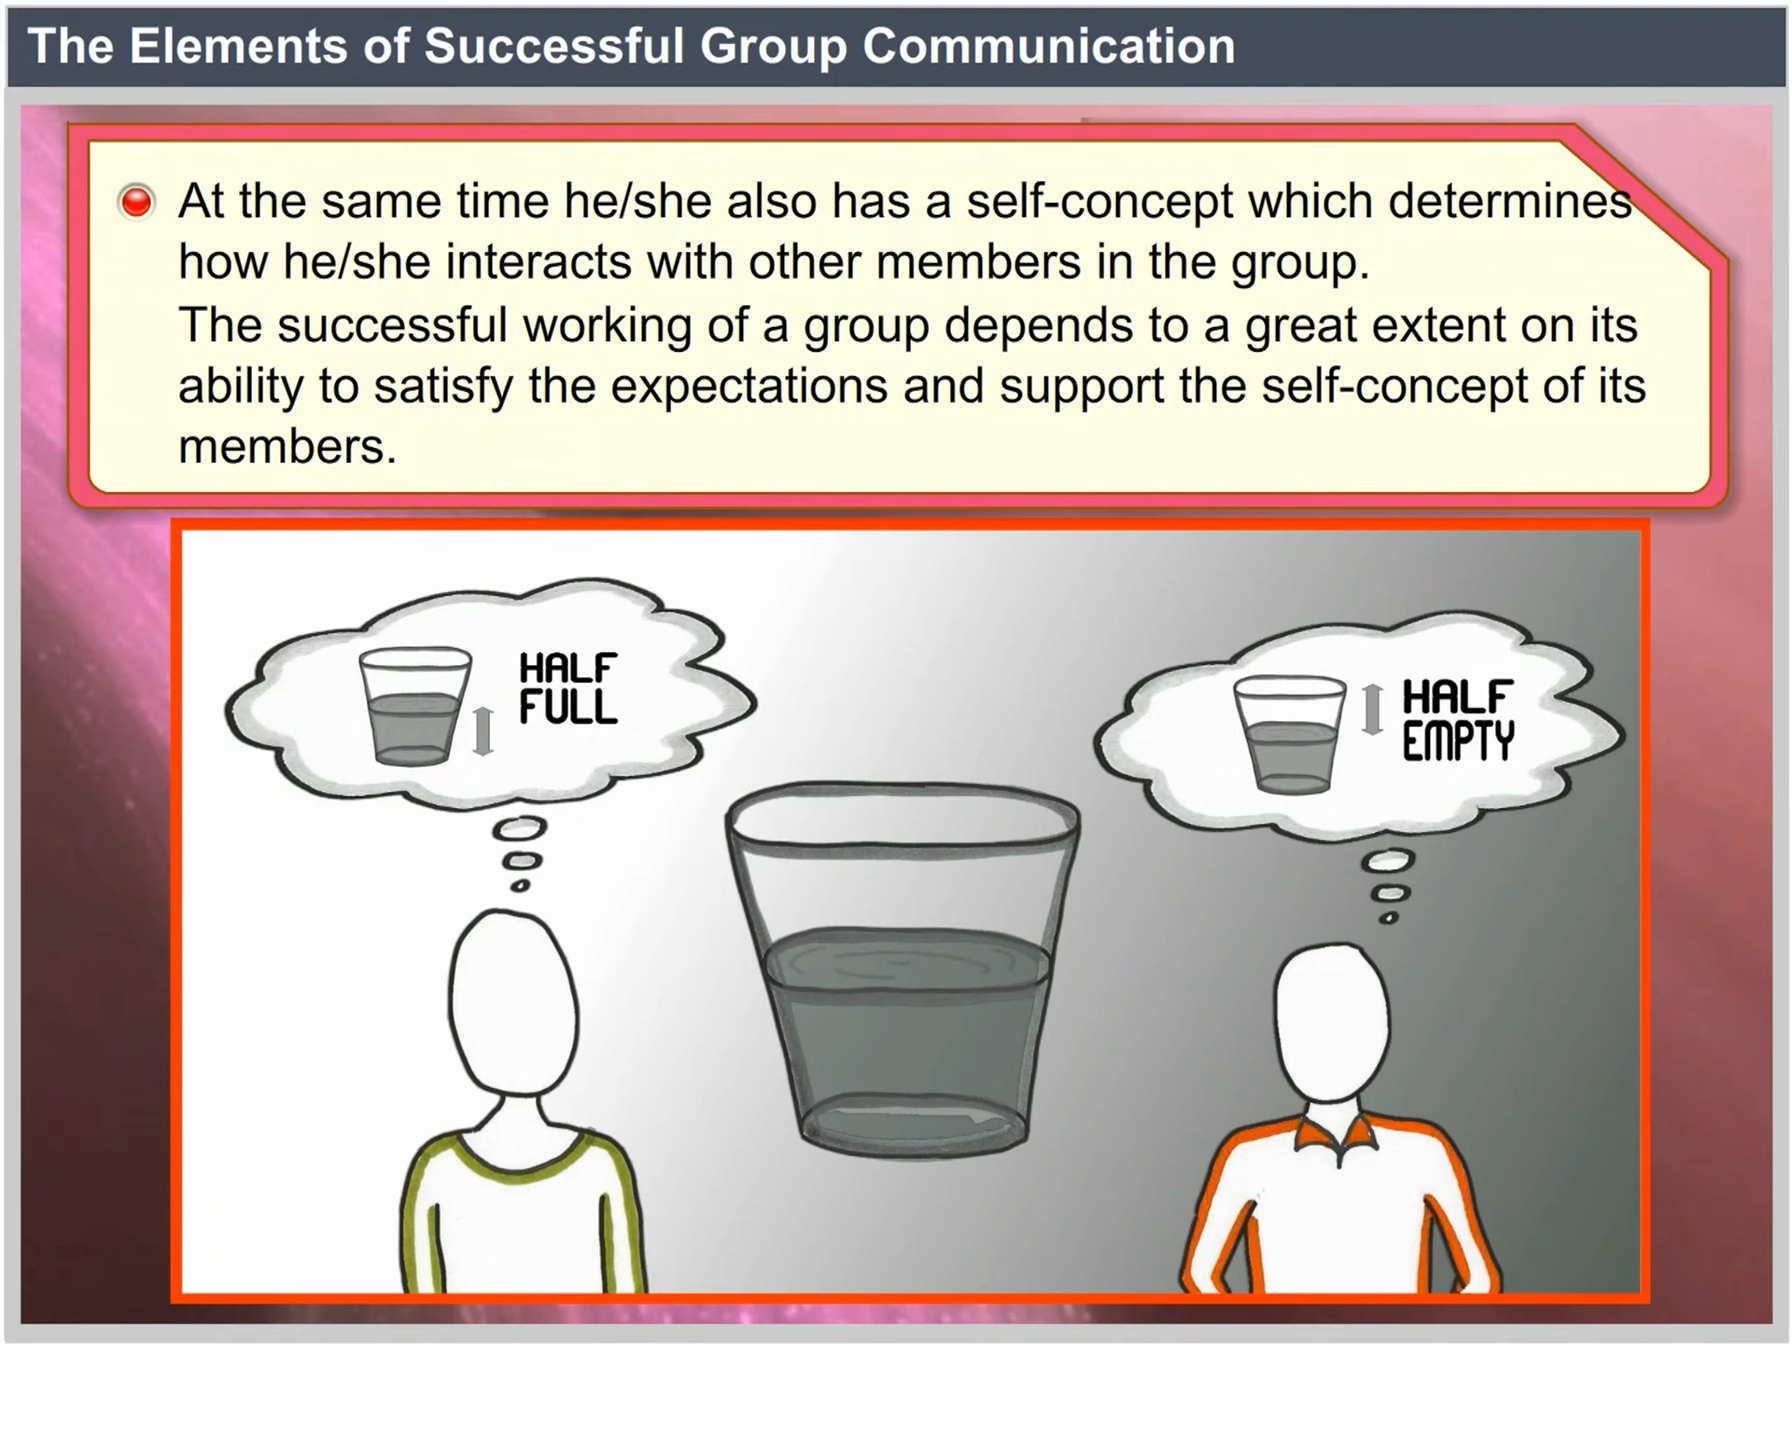 The Elements of Successful Group Communication
At the same time he/she also has a self-concept which determines
how he/she interacts with other members in the group.
The successful working of a group depends to a great extent on its
ability to satisfy the expectations and support the self-concept of its
members.
HALF
FULL
HALF
EMPTY